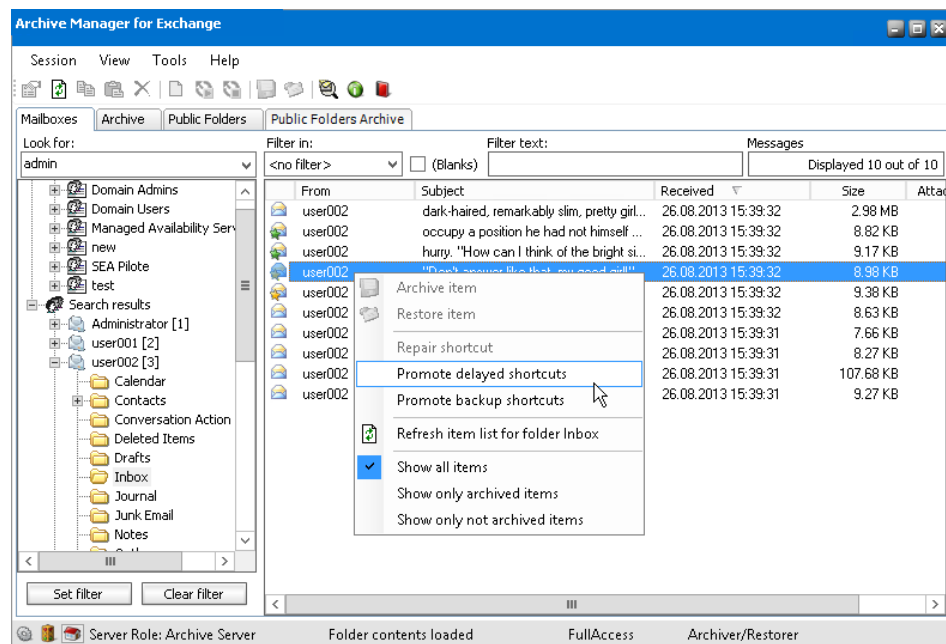 Archive Manager for Exchange
Session View Tools Help
Mailboxes Archive Public Folders Public Folders Archive
Look for: Filter in: Filter text: Messages
admin <no filter> (Blanks) Displayed 10 out of 10
From Subject Received Size Attac
Domain Admins
Domain Users
Managed Availability Serv
new
SEA Pilote
test
Search results
Administrator [1]
user001 [2]
user002 [3]
Calendar
Contacts
Conversation Action
Deleted Items
Drafts
Inbox
Journal
Junk Email
Notes
user002 dark-haired, remarkably slim, pretty girl... 26.08.2013 15:39:32 2.98 MB
user002 occupy a position he had not himself ... 26.08.2013 15:39:32 8.82 KB
user002 hurry. "How can I think of the bright si... 26.08.2013 15:39:32 9.17 KB
user002 "Don't answer like that, my good girl!" 26.08.2013 15:39:32 8.98 KB
user002 26.08.2013 15:39:32 9.38 KB
user002 26.08.2013 15:39:32 8.63 KB
user002 26.08.2013 15:39:31 7.66 KB
user002 26.08.2013 15:39:31 8.27 KB
user002 26.08.2013 15:39:31 107.68 KB
user002 26.08.2013 15:39:31 9.27 KB
Archive item
Restore item
Repair shortcut
Promote delayed shortcuts
Promote backup shortcuts
Refresh item list for folder Inbox
Show all items
Show only archived items
Show only not archived items
Set filter Clear filter
Server Role: Archive Server Folder contents loaded FullAccess Archiver/Restorer